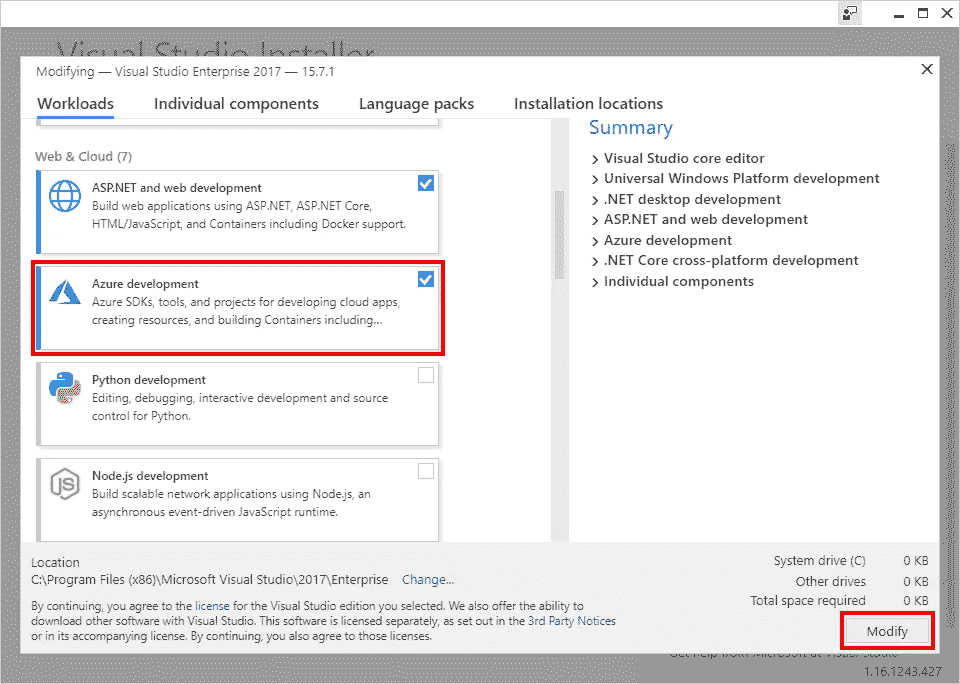 Visual Studio Installer
Modifying — Visual Studio Enterprise 2017 — 15.7.1
Workloads
Individual components
Language packs
Installation locations
Web & Cloud (7)
ASP.NET and web development
Build web applications using ASP.NET, ASP.NET Core,
HTML/JavaScript, and Containers including Docker support.
Azure development
Azure SDKs, tools, and projects for developing cloud apps,
creating resources, and building Containers including...
Python development
Editing, debugging, interactive development and source
control for Python.
JS
Node.js development
Build scalable network applications using Node.js, an
asynchronous event-driven JavaScript runtime.
Summary
Visual Studio core editor
Universal Windows Platform development
.NET desktop development
ASP.NET and web development
Azure development
.NET Core cross-platform development
Individual components
Location
C:\Program Files (x86)\Microsoft Visual Studio\2017\Enterprise Change...
By continuing, you agree to the license for the Visual Studio edition you selected. We also offer the ability to
download other software with Visual Studio. This software is licensed separately, as set out in the 3rd Party Notices
or in its accompanying license. By continuing, you also agree to those licenses.
System drive (C) 0 KB
Other drives 0 KB
Total space required 0 KB
Modify
Get help from Microsoft at Visual Studio.
1.16.1243.427